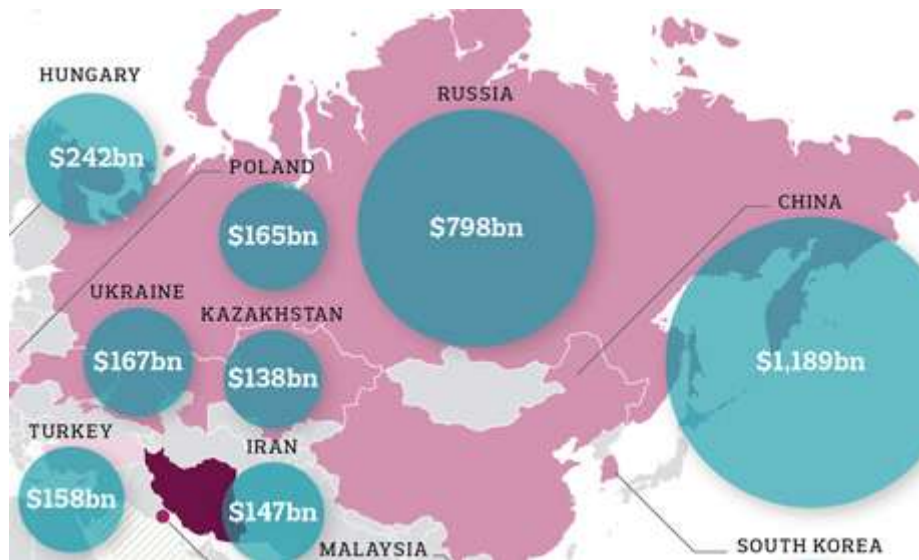 HUNGARY
$242bn
RUSSIA
$798bn
POLAND
$165bn
CHINA
$1,189bn
UKRAINE
$167bn
KAZAKHSTAN
$138bn
TURKEY
$158bn
IRAN
$147bn
MALAYSIA
SOUTH KOREA